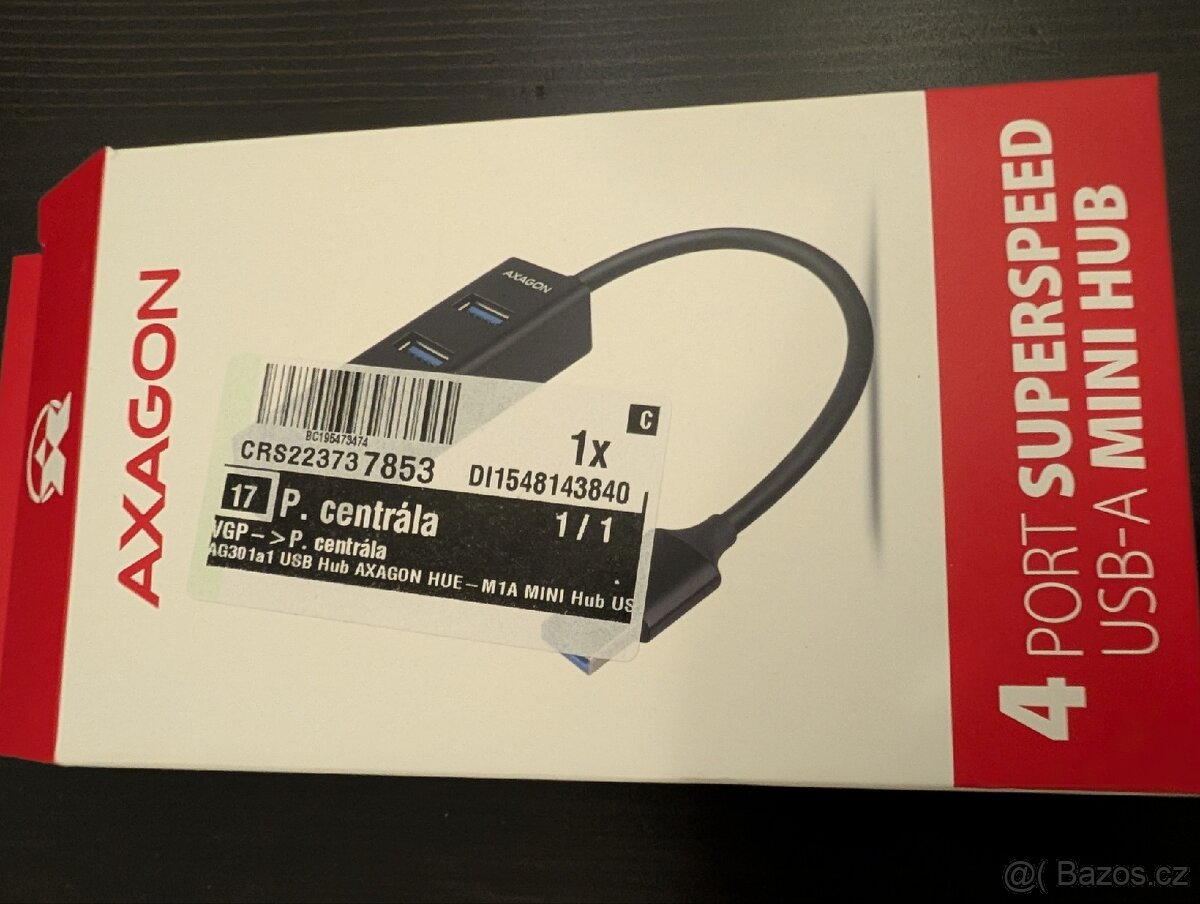 AXAGON
AXAGON
BC195473474
CRS223737853
1x
C
DI1548143840
17 P. centrála
1/1
VGP->P. centrála
AG301a1 USB Hub AXAGON HUE-M1A MINI Hub US
4 PORT SUPERSPEED
USB-A MINI HUB
@( Bazos.cz